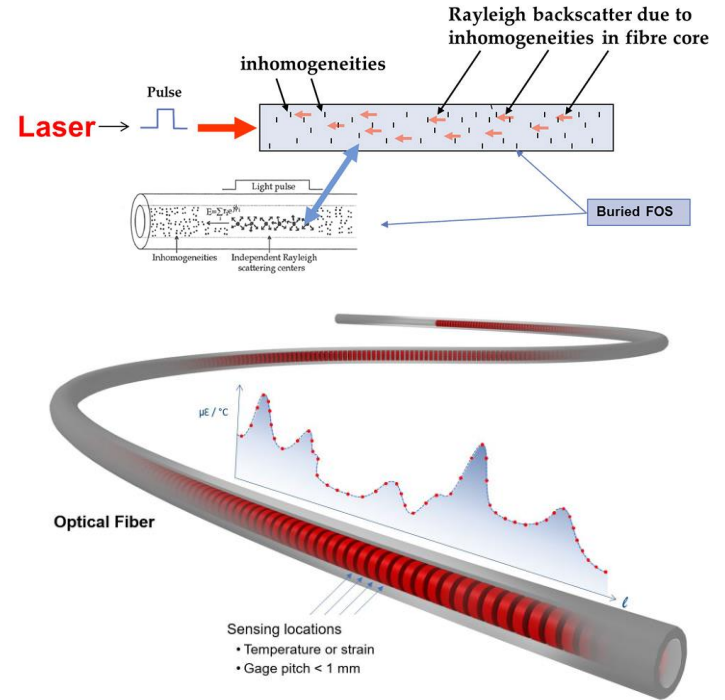 Rayleigh backscatter due to
inhomogeneities in fibre core
inhomogeneities
Pulse
Laser
Light pulse
Buried FOS
Inhomogeneities
Independent Rayleigh
scattering centers
µE / °C
Optical Fiber
ℓ
Sensing locations
• Temperature or strain
• Gage pitch < 1 mm